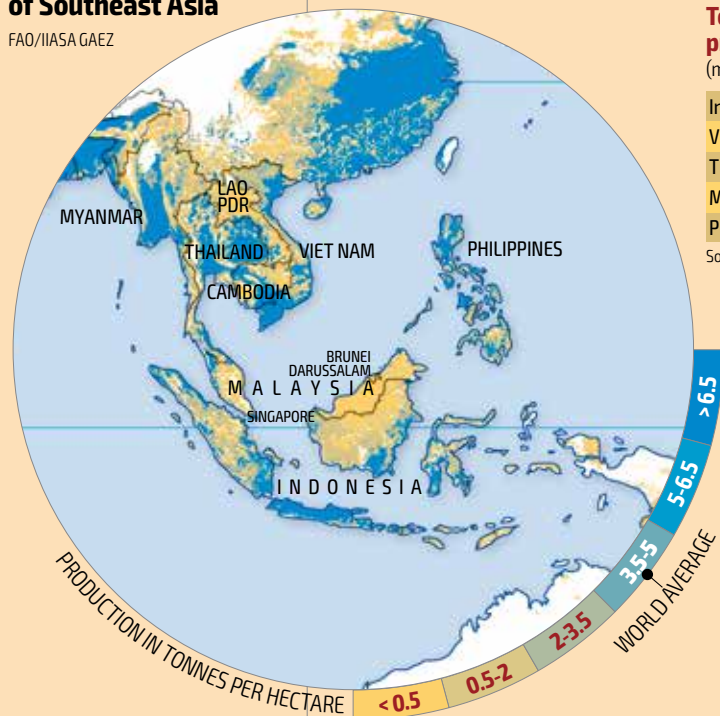 of Southeast Asia
FAO/IIASA GAEZ
MYANMAR
LAO
PDR
THAILAND
VIET NAM
CAMBODIA
PHILIPPINES
BRUNEI
DARUSSALAM
MALAYSIA
SINGAPORE
INDONESIA
PRODUCTION IN TONNES PER HECTARE
< 0.5
0.5-2
2-3.5
3.5-5
5-6.5
> 6.5
WORLD AVERAGE